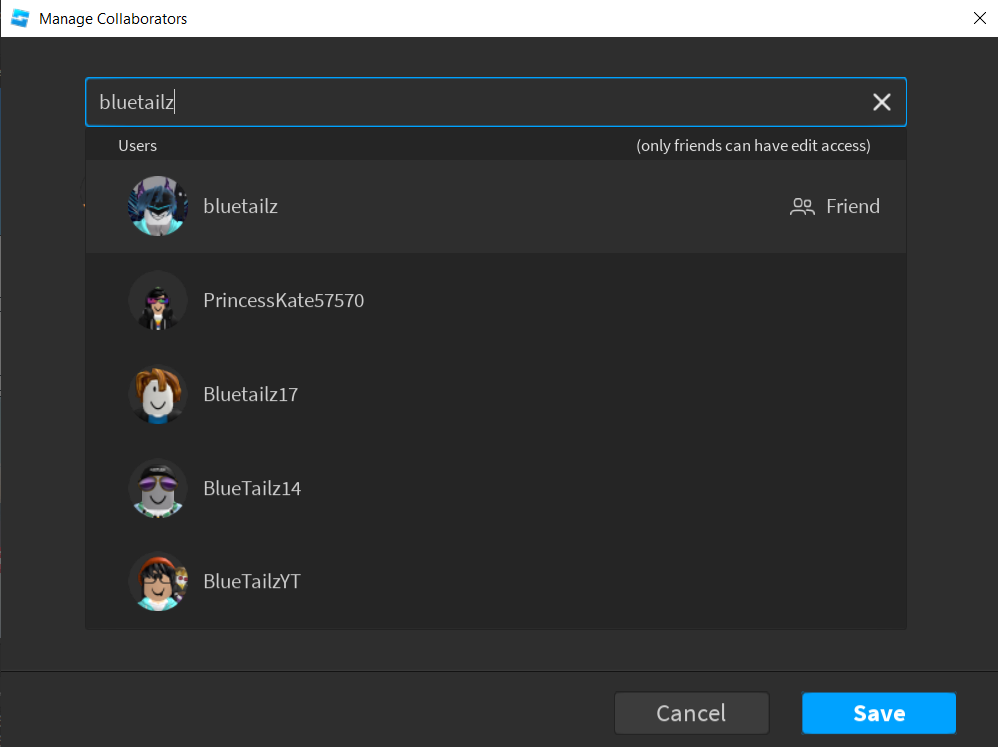 Manage Collaborators
bluetailz
Users (only friends can have edit access)
bluetailz Friend
PrincessKate57570
Bluetailz17
BlueTailz14
BlueTailzYT
Cancel Save